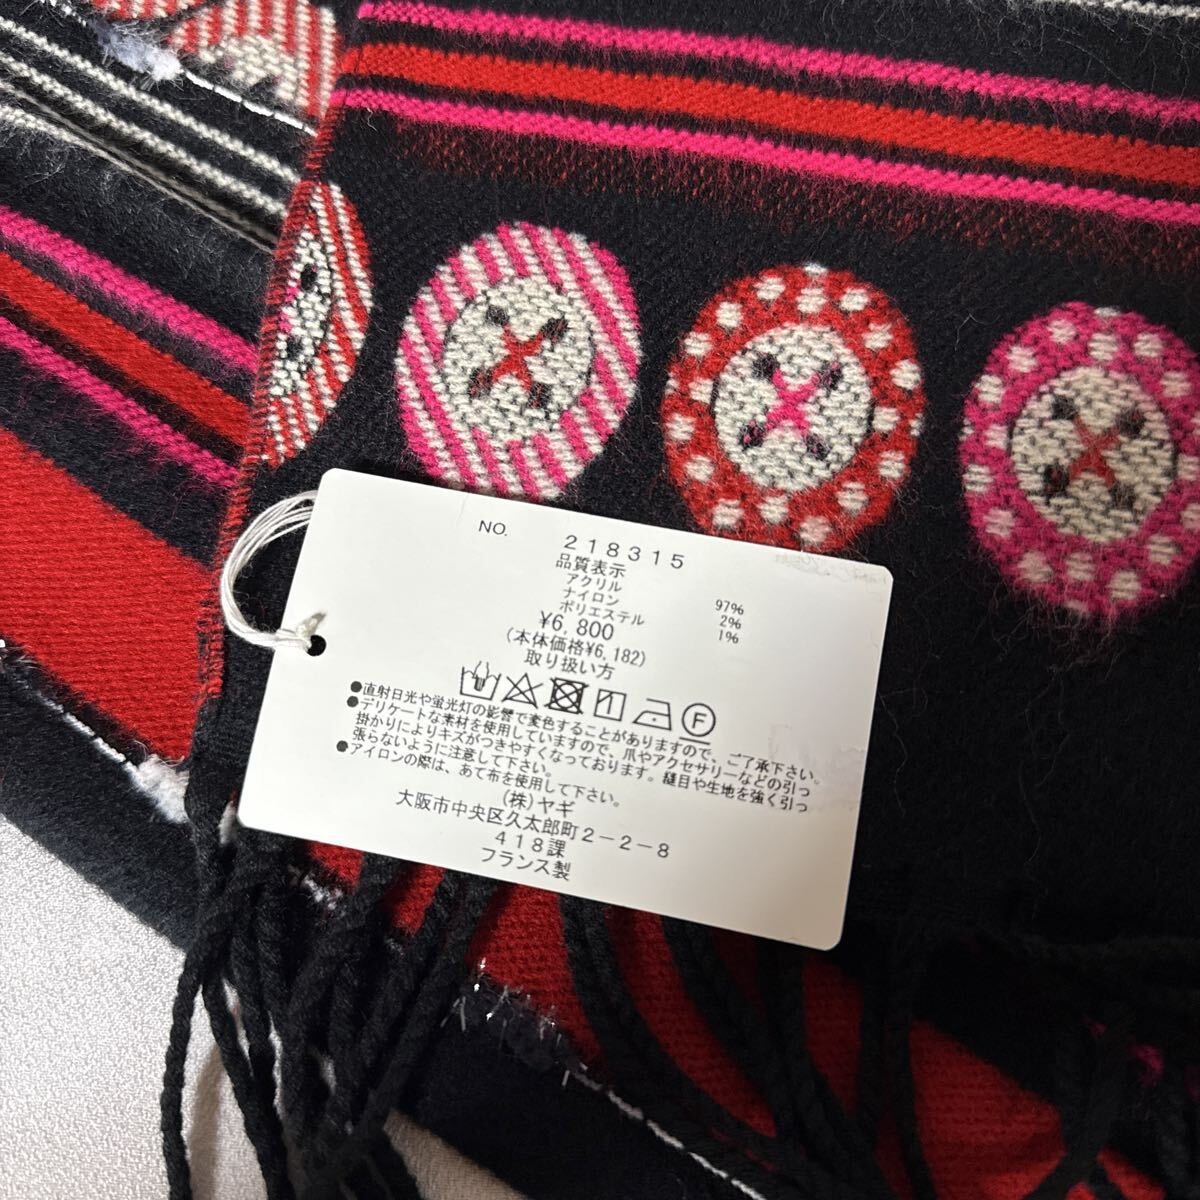 NO. 218315
品質表示
アクリル 97%
ナイロン 2%
ポリエステル 1%
¥6,800
(本体価格¥6,182)
取り扱い方
F
●直射日光や蛍光灯の影響で変色することがありますので、ご了承下さい。
●デリケートな素材を使用していますので、爪やアクセサリーなどの引っ
掛かりによりキズがつきやすくなっております。縫目や生地を強く引っ
張らないように注意して下さい。
●アイロンの際は、あて布を使用して下さい。
(株)ヤギ
大阪市中央区久太郎町2-2-8
418課
フランス製